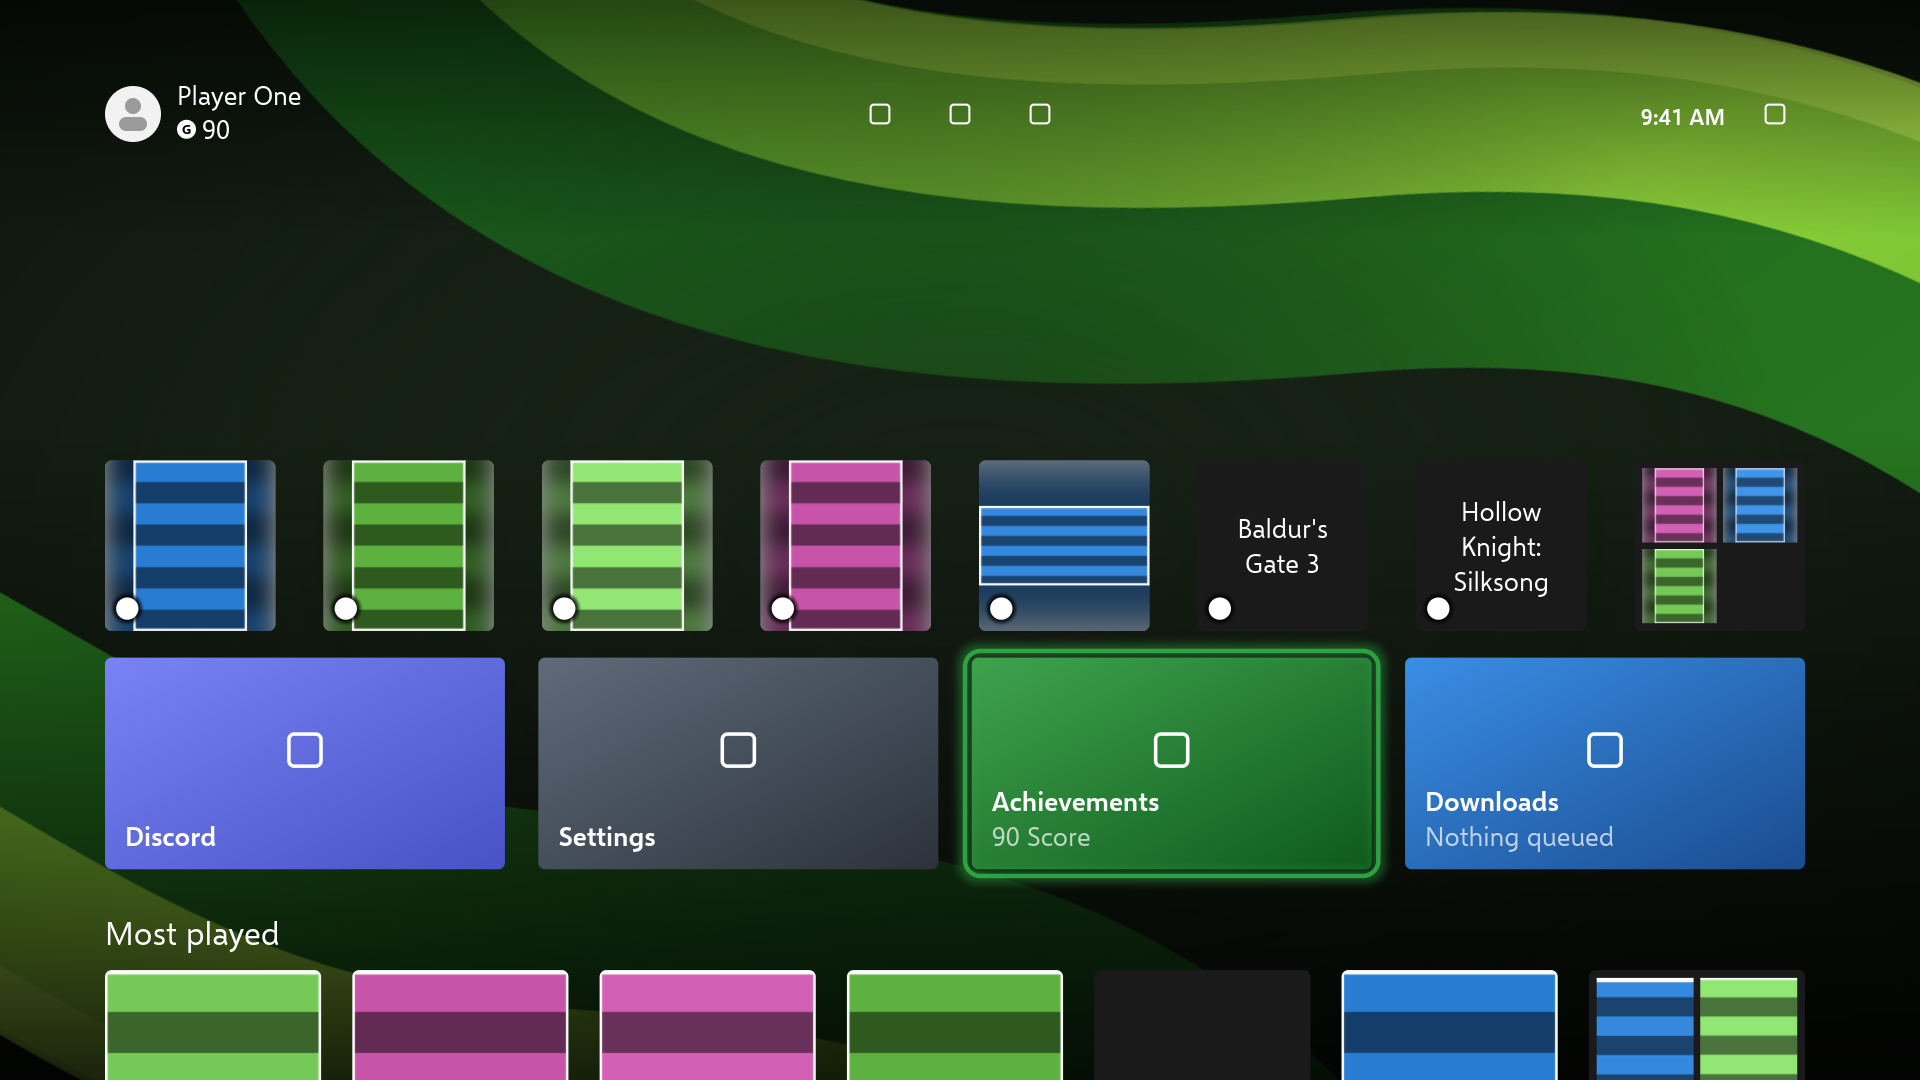 Player One
G 90
9:41 AM
Baldur's
Gate 3
Hollow
Knight:
Silksong
Discord
Settings
Achievements
90 Score
Downloads
Nothing queued
Most played